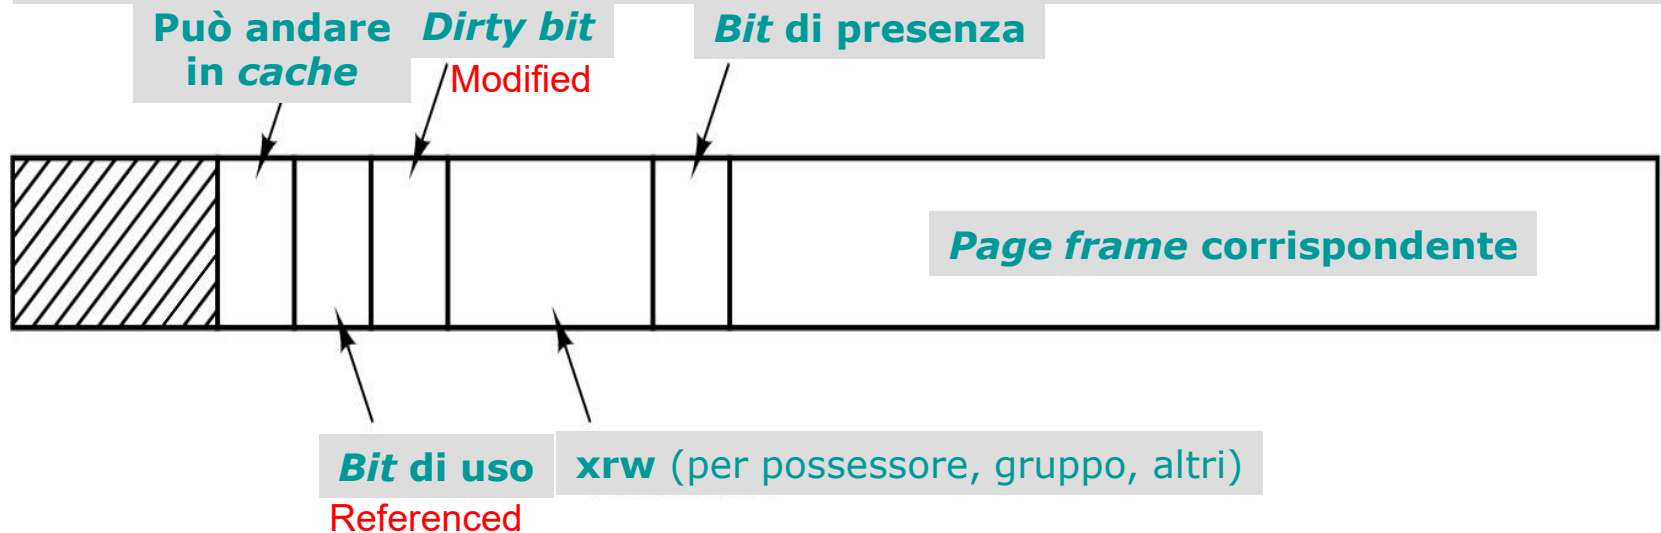 Può andare
in cache
Dirty bit
Modified
Bit di presenza
Page frame corrispondente
Bit di uso
Referenced
xrw (per possessore, gruppo, altri)